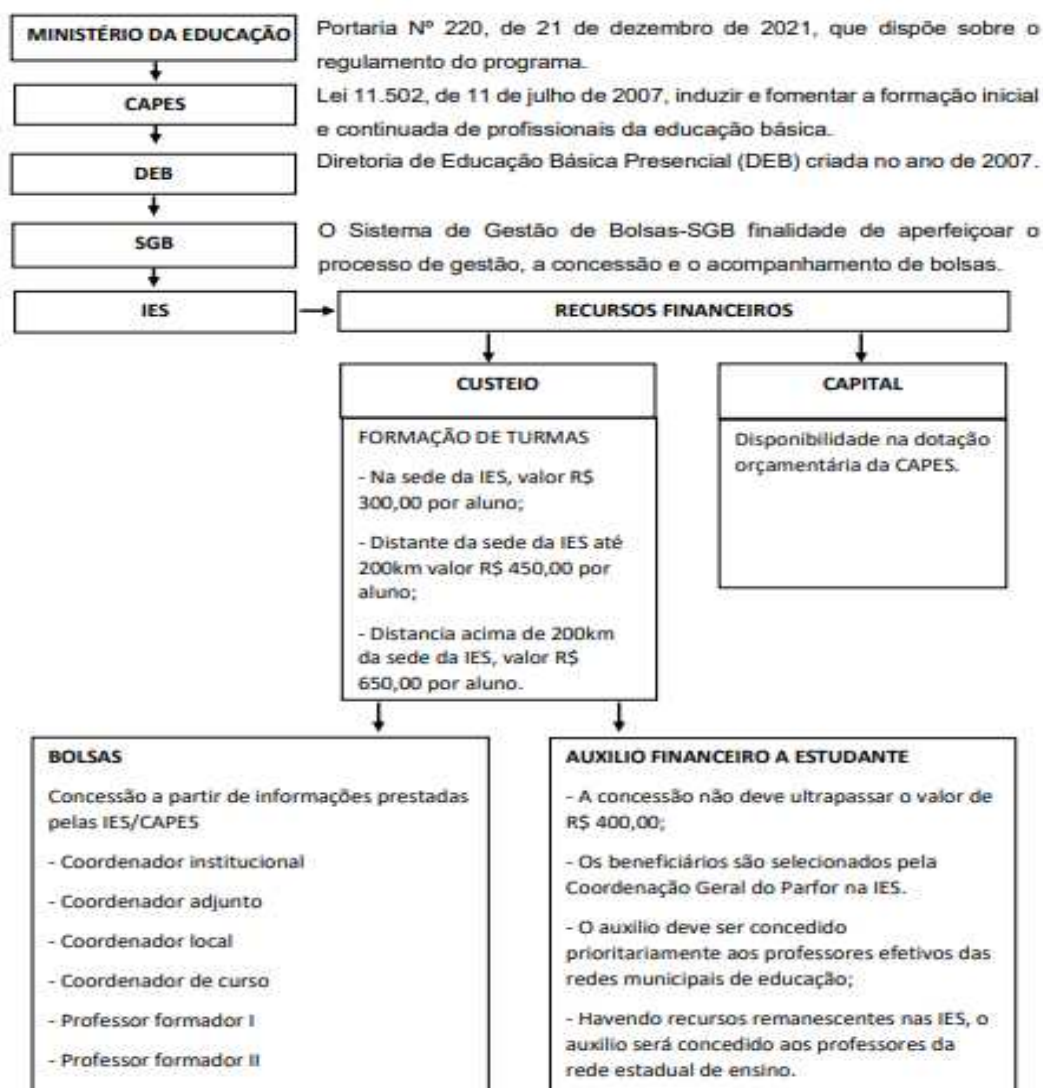 MINISTÉRIO DA EDUCAÇÃO
Portaria Nº 220, de 21 de dezembro de 2021, que dispõe sobre o
regulamento do programa.
CAPES
Lei 11.502, de 11 de julho de 2007, induzir e fomentar a formação inicial
e continuada de profissionais da educação básica.
DEB
Diretoria de Educação Básica Presencial (DEB) criada no ano de 2007.
SGB
O Sistema de Gestão de Bolsas-SGB finalidade de aperfeiçoar o
processo de gestão, a concessão e o acompanhamento de bolsas.
IES
RECURSOS FINANCEIROS
CUSTEIO
FORMAÇÃO DE TURMAS
- Na sede da IES, valor R$
300,00 por aluno;
- Distante da sede da IES até
200km valor R$ 450,00 por
aluno;
- Distancia acima de 200km
da sede da IES, valor R$
650,00 por aluno.
CAPITAL
Disponibilidade na dotação
orçamentária da CAPES.
BOLSAS
Concessão a partir de informações prestadas
pelas IES/CAPES
- Coordenador institucional
- Coordenador adjunto
- Coordenador local
- Coordenador de curso
- Professor formador I
- Professor formador II
AUXILIO FINANCEIRO A ESTUDANTE
- A concessão não deve ultrapassar o valor de
R$ 400,00;
- Os beneficiários são selecionados pela
Coordenação Geral do Parfor na IES.
- O auxilio deve ser concedido
prioritariamente aos professores efetivos das
redes municipais de educação;
- Havendo recursos remanescentes nas IES, o
auxilio será concedido aos professores da
rede estadual de ensino.